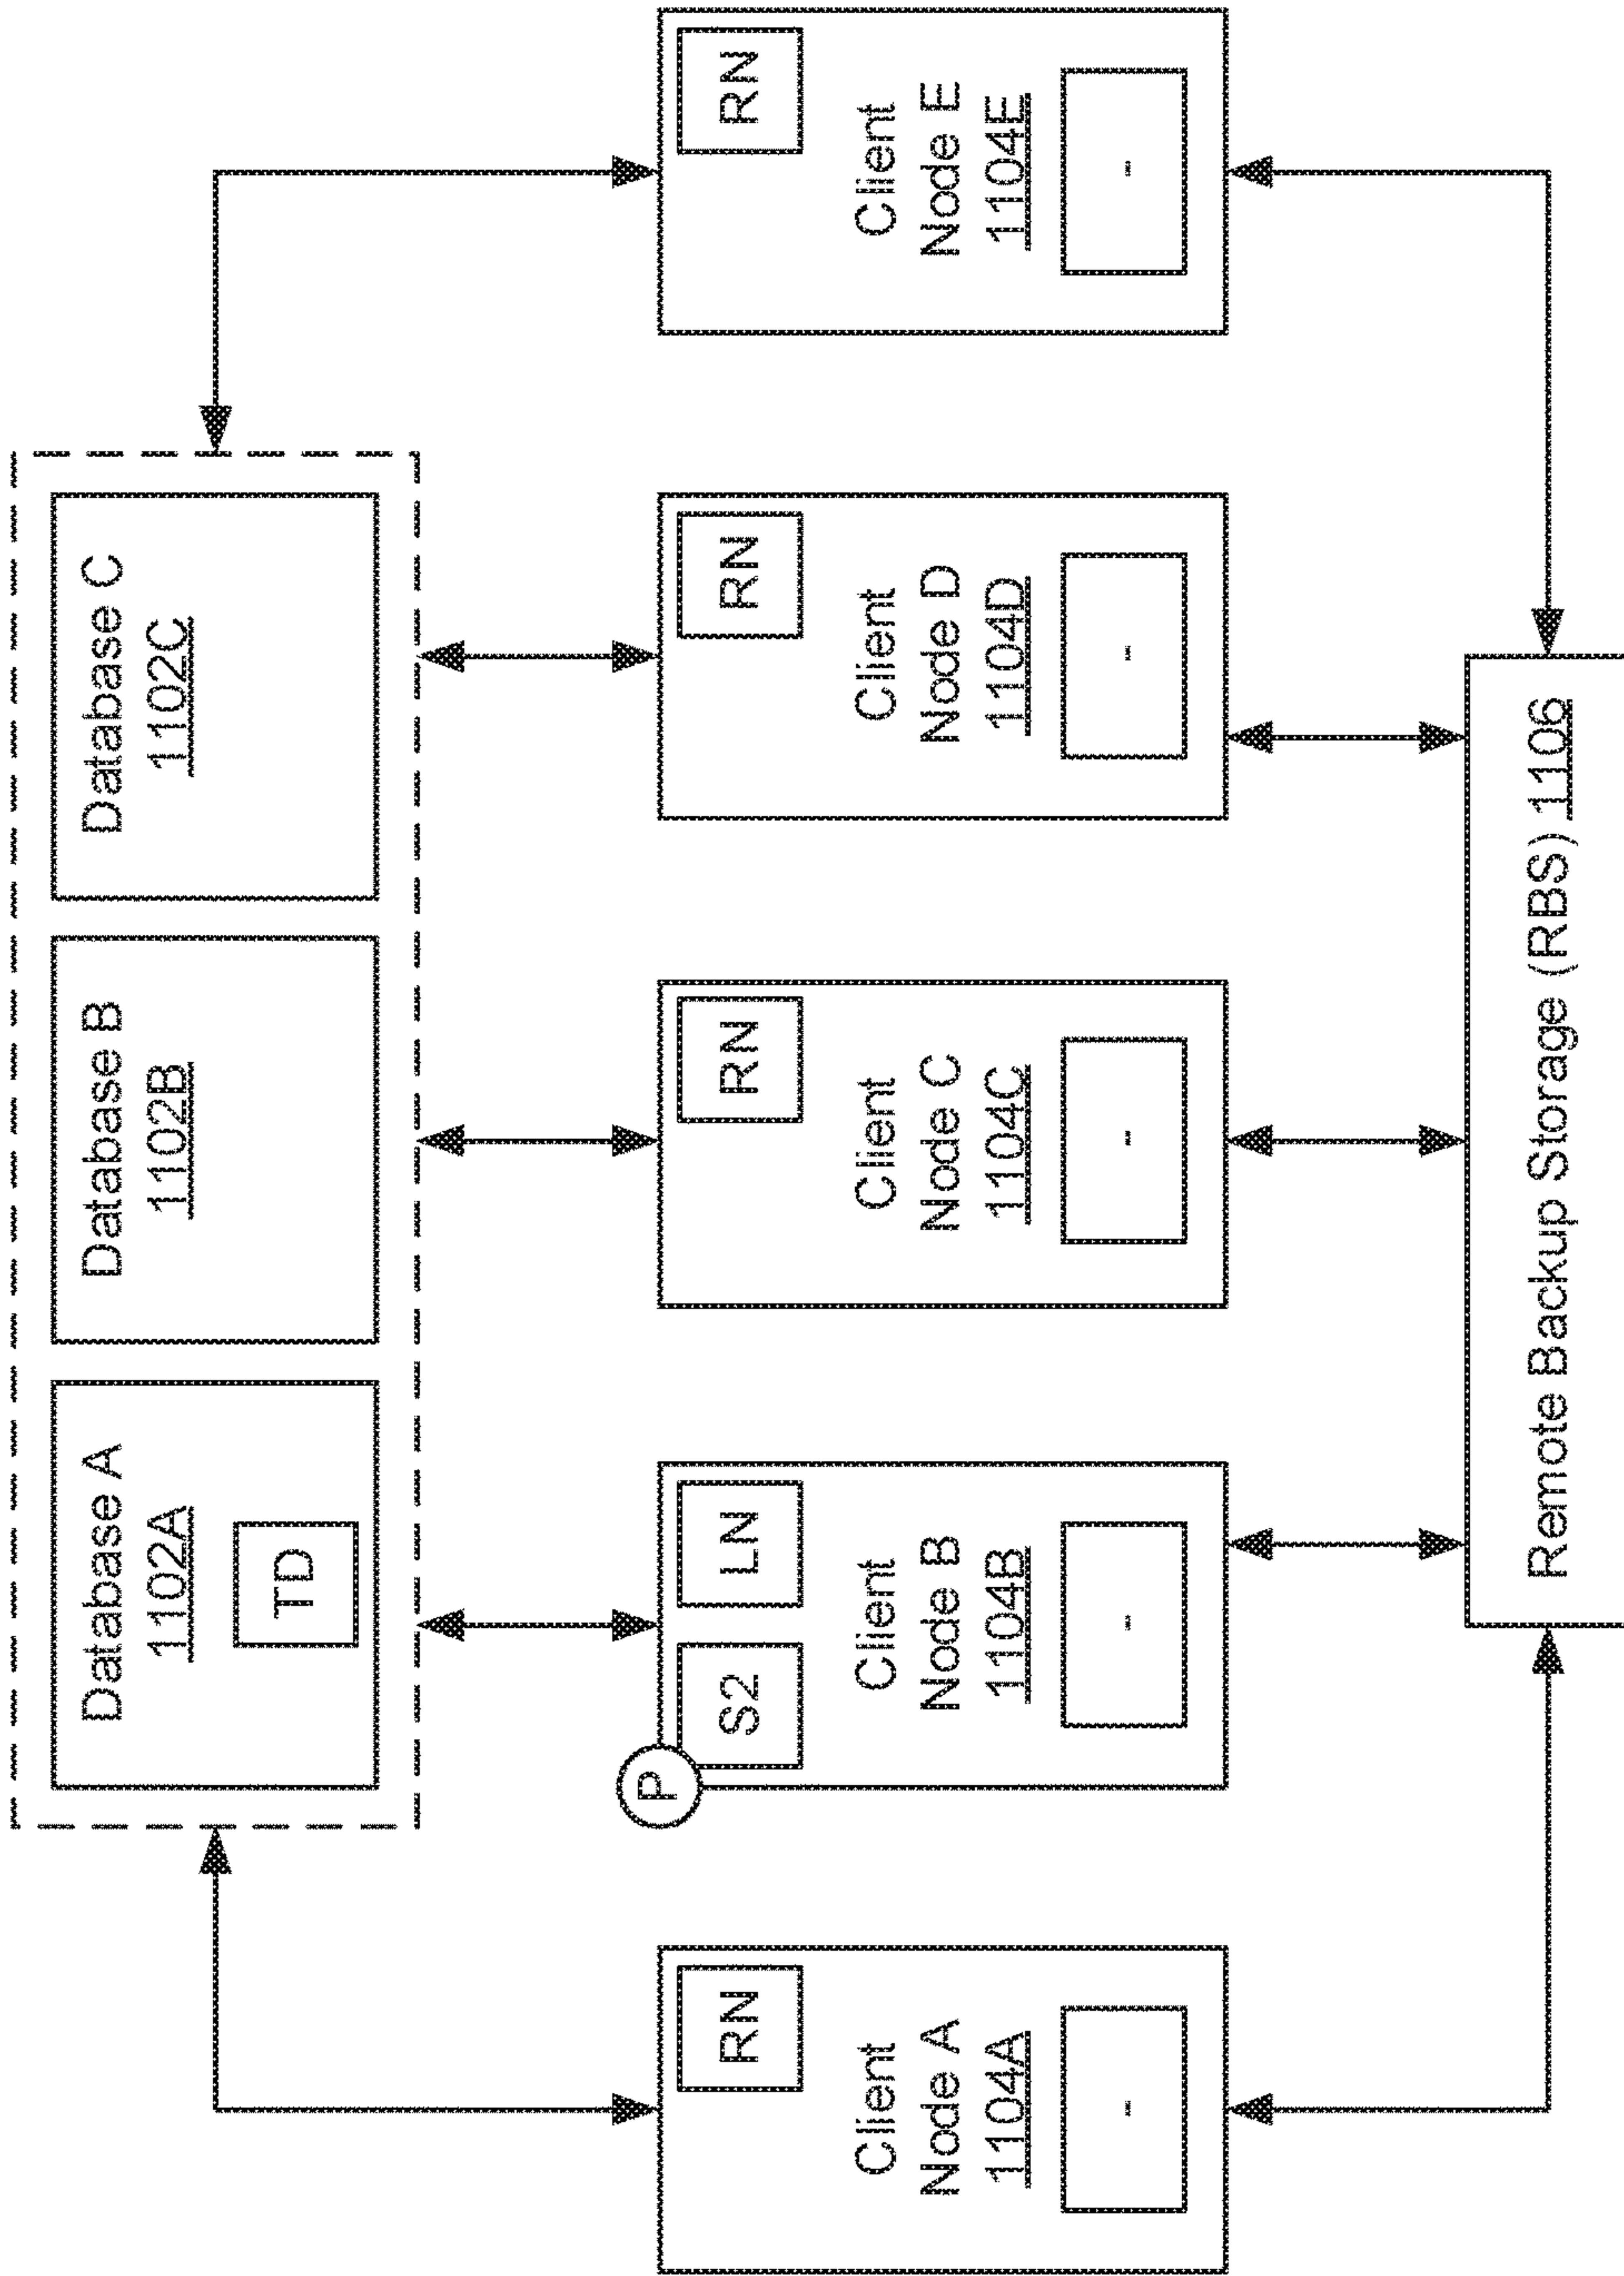 Database A
1102A
TD
Database B
1102B
Database C
1102C
RN
Client
Node A
1104A
-
P
S2
LN
Client
Node B
1104B
-
RN
Client
Node C
1104C
-
RN
Client
Node D
1104D
-
RN
Client
Node E
1104E
-
Remote Backup Storage (RBS) 1106